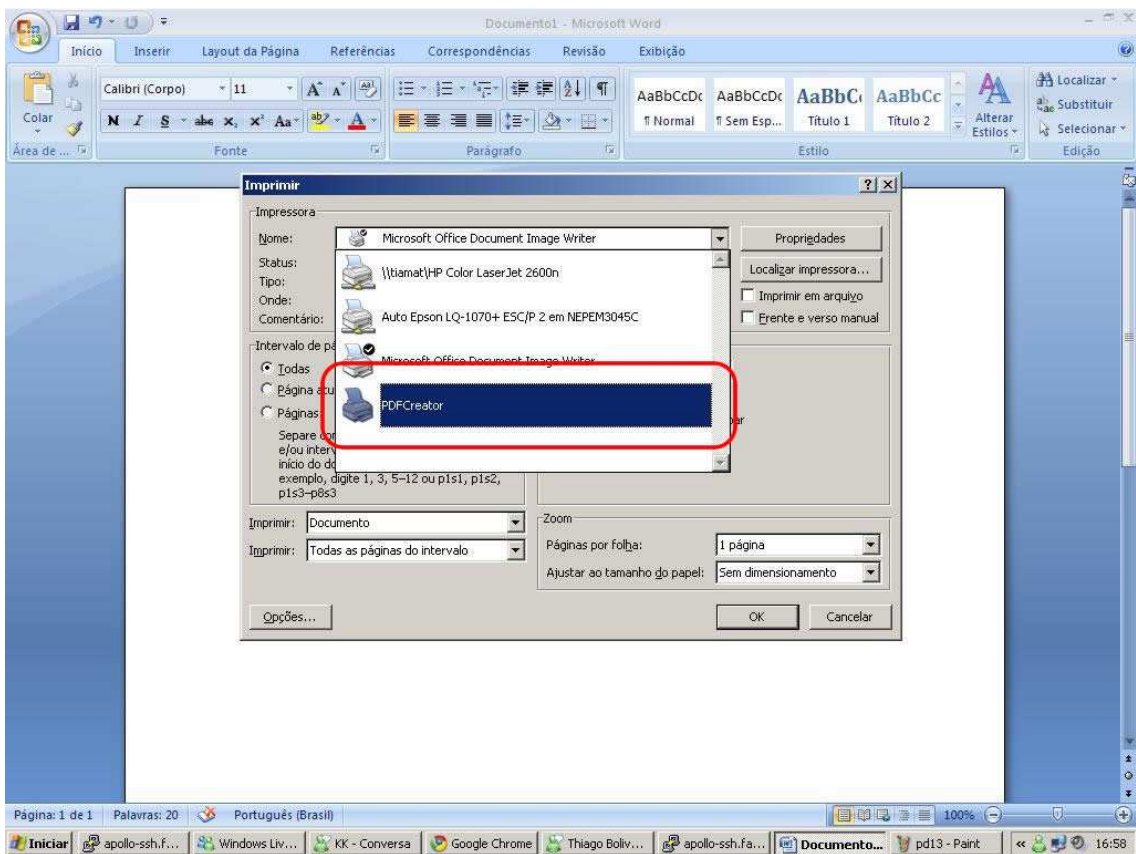 Documento1 - Microsoft Word
Início Inserir Layout da Página Referências Correspondências Revisão Exibição
Colar
Calibri (Corpo) 11
N I S abc x, x² Aa
AaBbCcDc AaBbCcDc AaBbC AaBbCc
¶ Normal ¶ Sem Esp... Título 1 Título 2
Alterar Estilos
Localizar
Substituir
Selecionar
Área de ... Fonte Parágrafo Estilo Edição
Imprimir
Impressora
Nome: Microsoft Office Document Image Writer Propriedades
Status: \\tiamat\HP Color LaserJet 2600n Localizar impressora...
Tipo:
Onde: Imprimir em arquivo
Comentário: Auto Epson LQ-1070+ ESC/P 2 em NEPEM3045C Frente e verso manual
Intervalo de pá
Microsoft Office Document Image Writer
Todas
Página atu
PDFCreator
Páginas
Separe
e/ou interv
início do do
exemplo, digite 1, 3, 5–12 ou p1s1, p1s2,
p1s3–p8s3
Imprimir: Documento
Imprimir: Todas as páginas do intervalo
Zoom
Páginas por folha: 1 página
Ajustar ao tamanho do papel: Sem dimensionamento
Opções... OK Cancelar
Página: 1 de 1 Palavras: 20 Português (Brasil) 100%
Iniciar apollo-ssh.f... Windows Liv... KK - Conversa Google Chrome Thiago Boliv... apollo-ssh.fa... Documento... pd13 - Paint « 16:58